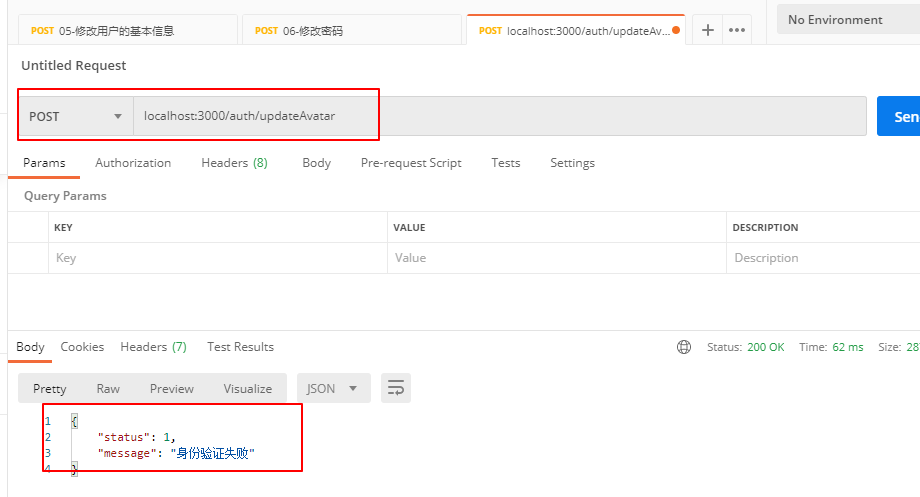 POST 05-修改用户的基本信息 POST 06-修改密码 POST localhost:3000/auth/updateAv... + ••• No Environment
Untitled Request
POST localhost:3000/auth/updateAvatar Sen
Params Authorization Headers (8) Body Pre-request Script Tests Settings
Query Params
KEY VALUE DESCRIPTION
Key Value Description
Body Cookies Headers (7) Test Results Status: 200 OK Time: 62 ms Size: 28
Pretty Raw Preview Visualize JSON
1 {
2 "status": 1,
3 "message": "身份验证失败"
4 }